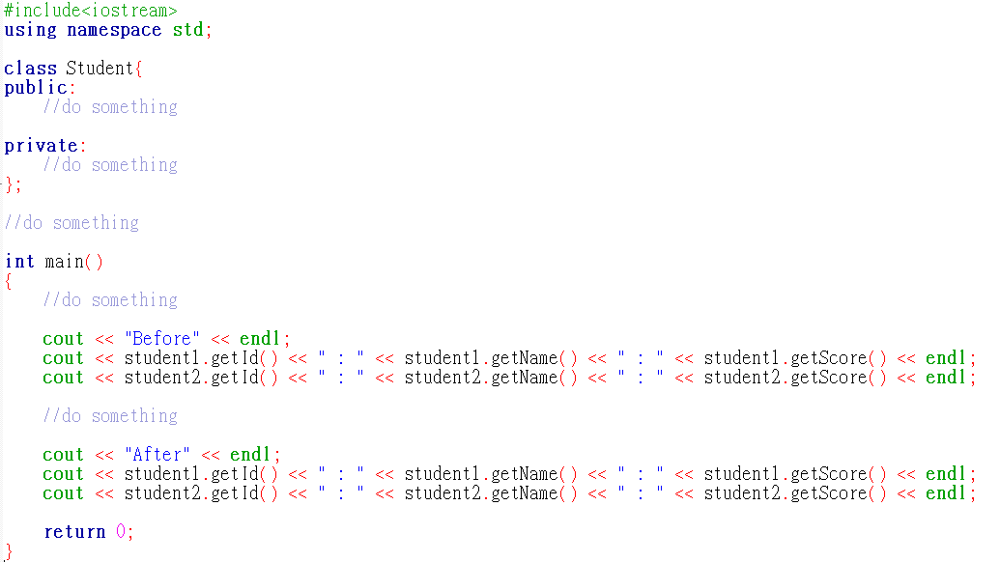 #include<iostream>
using namespace std;

class Student{
public:
    //do something

private:
    //do something
};

//do something

int main()
{
    //do something

    cout << "Before" << endl;
    cout << student1.getId() << " : " << student1.getName() << " : " << student1.getScore() << endl;
    cout << student2.getId() << " : " << student2.getName() << " : " << student2.getScore() << endl;

    //do something

    cout << "After" << endl;
    cout << student1.getId() << " : " << student1.getName() << " : " << student1.getScore() << endl;
    cout << student2.getId() << " : " << student2.getName() << " : " << student2.getScore() << endl;

    return 0;
}